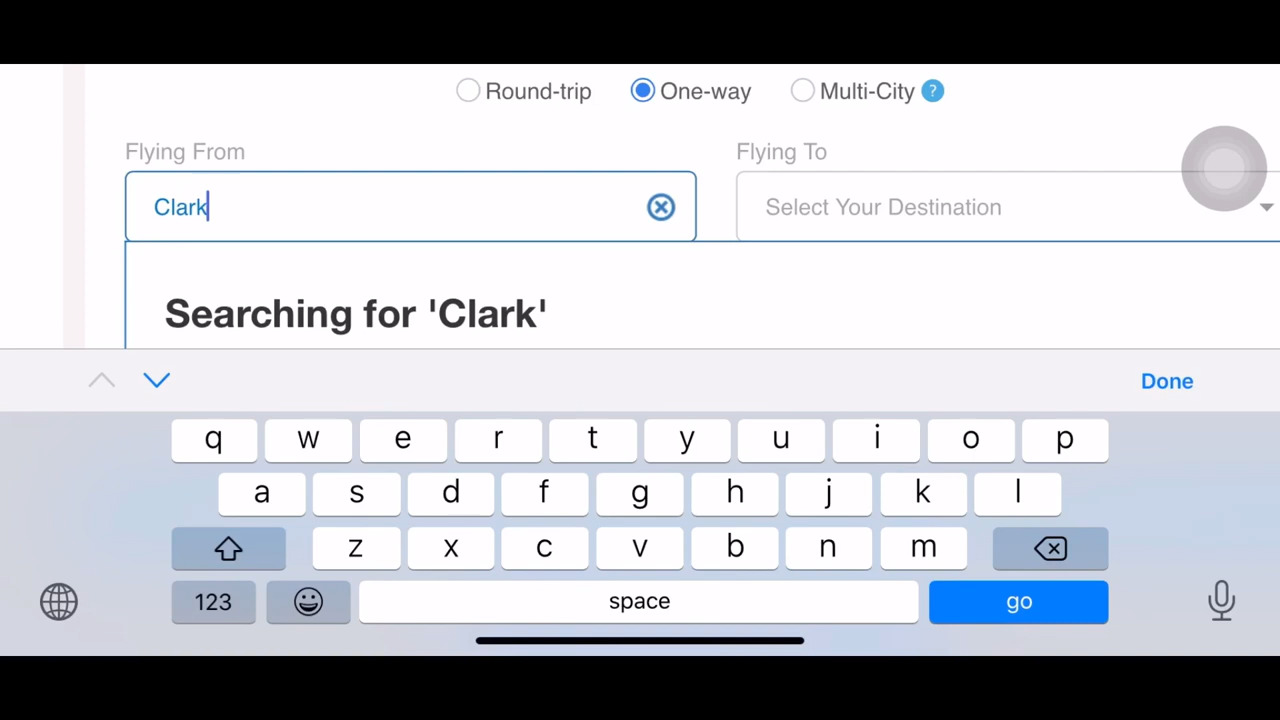 Round-trip One-way Multi-City ?
Flying From Flying To
Clark Select Your Destination
Searching for 'Clark'
Done
q w e r t y u i o p
a s d f g h j k l
z x c v b n m
123 space go